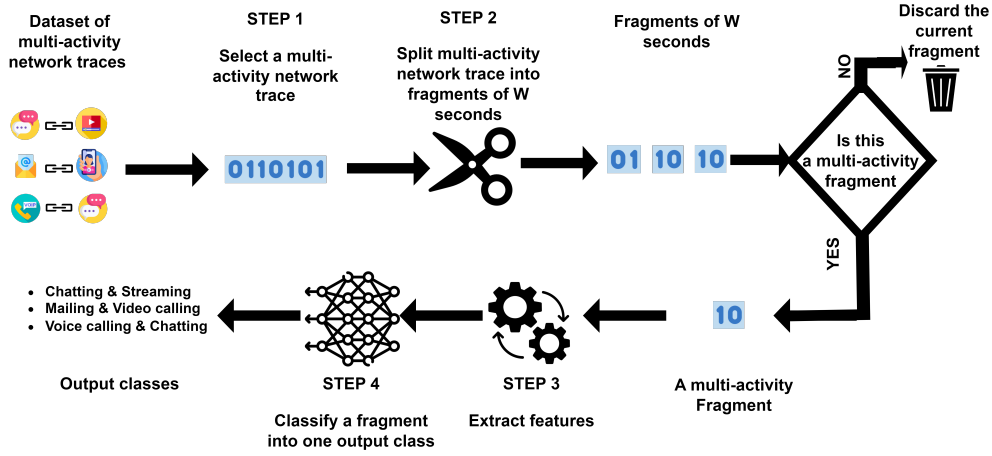 Dataset of
multi-activity
network traces
STEP 1
Select a multi-
activity network
trace
STEP 2
Split multi-activity
network trace into
fragments of W
seconds
Fragments of W
seconds
Discard the
current
fragment
NO
VOIP
0110101
01 10 10
Is this
a multi-activity
fragment
YES
• Chatting & Streaming
• Mailing & Video calling
• Voice calling & Chatting
10
Output classes
STEP 4
Classify a fragment
into one output class
STEP 3
Extract features
A multi-activity
Fragment